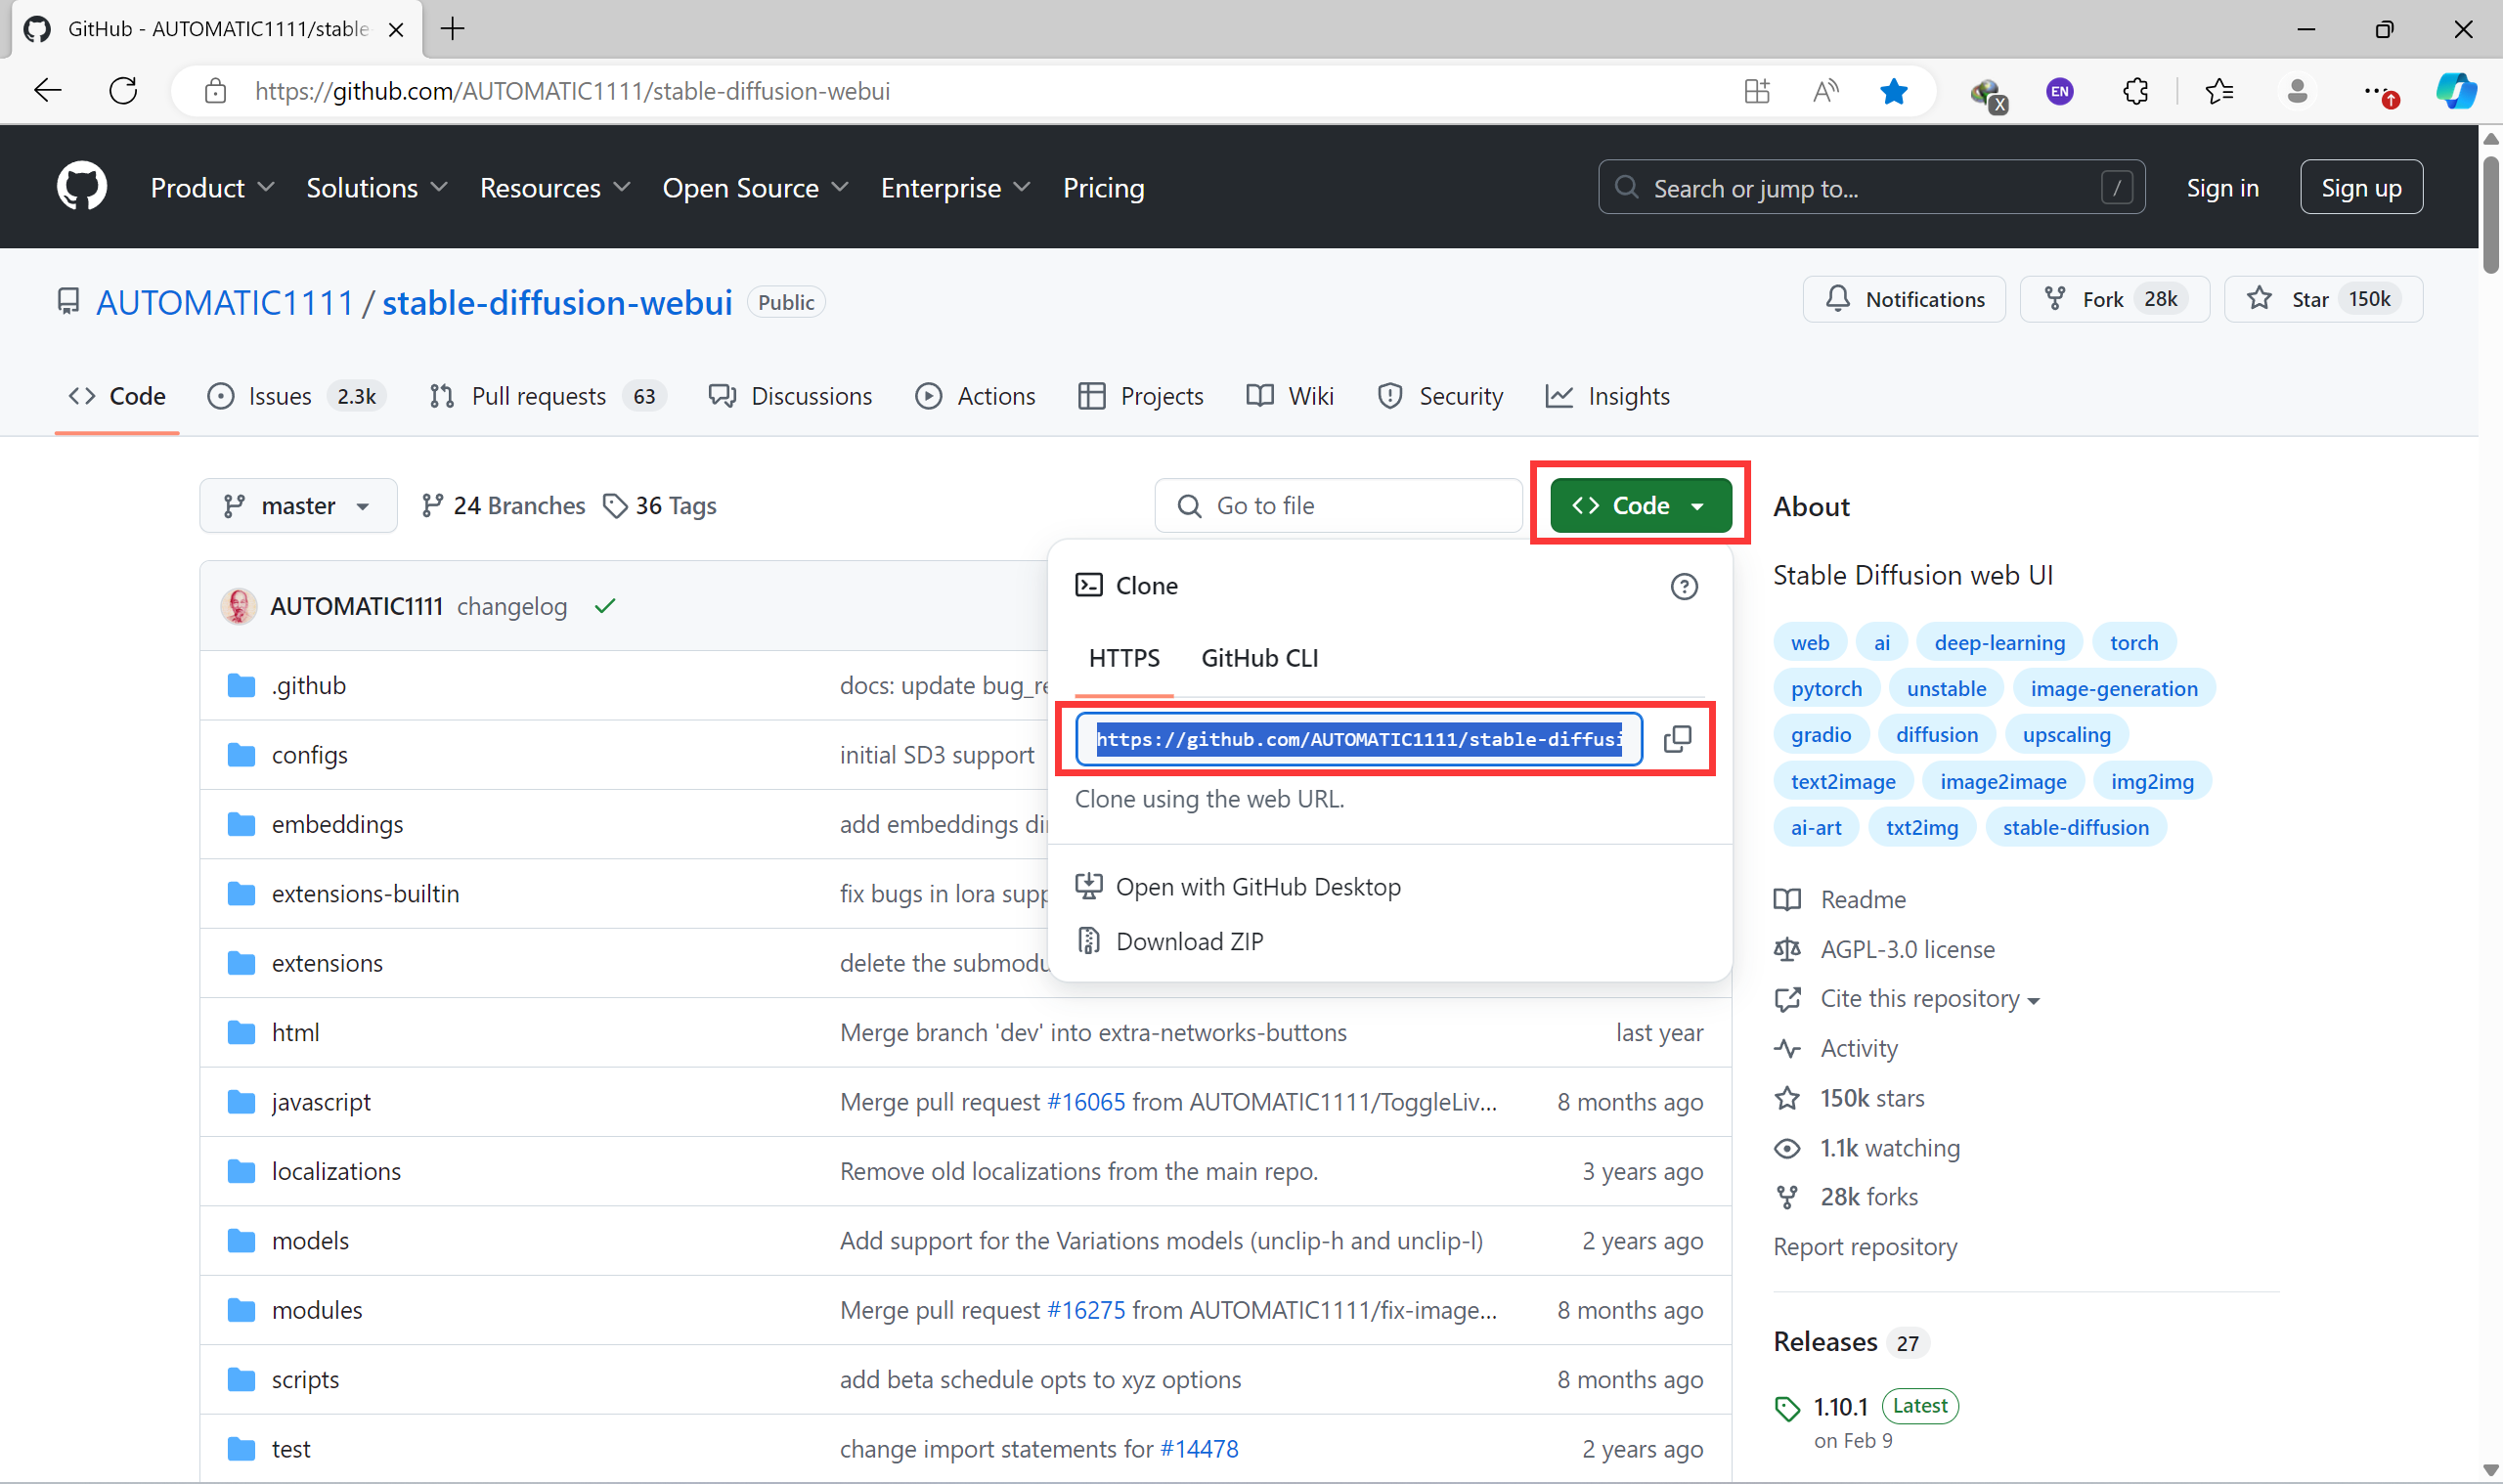 GitHub - AUTOMATIC1111/stable
https://github.com/AUTOMATIC1111/stable-diffusion-webui
X
EN
Product Solutions Resources Open Source Enterprise Pricing
Search or jump to...
/
Sign in
Sign up
AUTOMATIC1111 / stable-diffusion-webui Public
Notifications
Fork 28k
Star 150k
Code
Issues 2.3k
Pull requests 63
Discussions
Actions
Projects
Wiki
Security
Insights
master
24 Branches
36 Tags
Go to file
Code
Clone
HTTPS GitHub CLI
https://github.com/AUTOMATIC1111/stable-diffusi
Clone using the web URL.
Open with GitHub Desktop
Download ZIP
AUTOMATIC1111 changelog
.github docs: update bug_re
configs initial SD3 support
embeddings add embeddings di
extensions-builtin fix bugs in lora supp
extensions delete the submodu
html Merge branch 'dev' into extra-networks-buttons last year
javascript Merge pull request #16065 from AUTOMATIC1111/ToggleLiv... 8 months ago
localizations Remove old localizations from the main repo. 3 years ago
models Add support for the Variations models (unclip-h and unclip-l) 2 years ago
modules Merge pull request #16275 from AUTOMATIC1111/fix-image... 8 months ago
scripts add beta schedule opts to xyz options 8 months ago
test change import statements for #14478 2 years ago
About
Stable Diffusion web UI
web ai deep-learning torch
pytorch unstable image-generation
gradio diffusion upscaling
text2image image2image img2img
ai-art txt2img stable-diffusion
Readme
AGPL-3.0 license
Cite this repository
Activity
150k stars
1.1k watching
28k forks
Report repository
Releases 27
1.10.1 Latest
on Feb 9